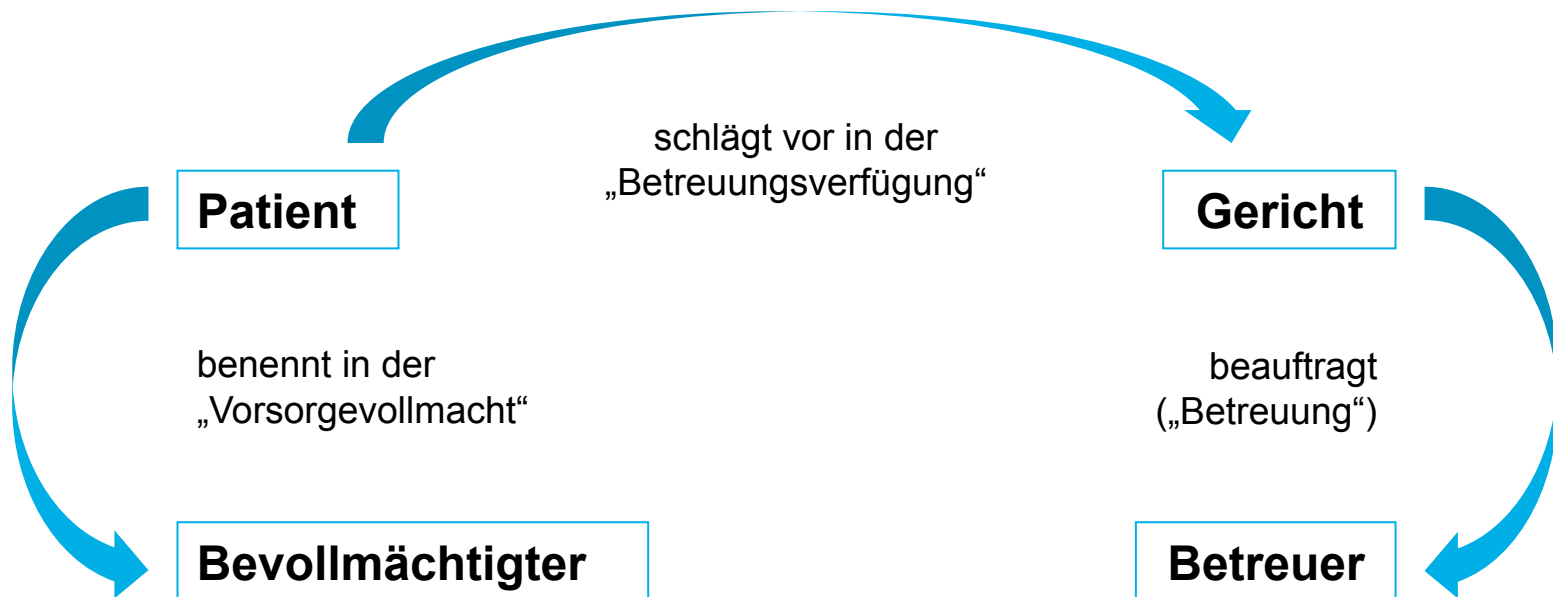 schlägt vor in der
„Betreuungsverfügung“
Patient
Gericht
benennt in der
„Vorsorgevollmacht“
beauftragt
(„Betreuung“)
Bevollmächtigter
Betreuer